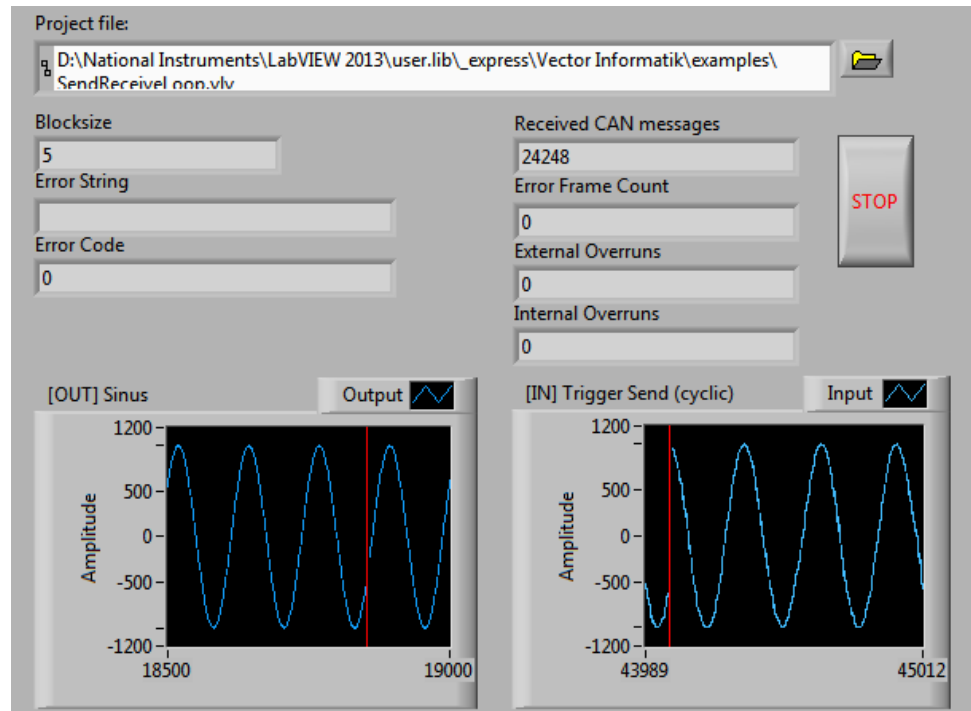 Project file:
D:\National Instruments\LabVIEW 2013\user.lib\_express\Vector Informatik\examples\
SendReceiveLoop.vlv
Blocksize
5
Error String
Error Code
0
Received CAN messages
24248
Error Frame Count
0
External Overruns
0
Internal Overruns
0
STOP
[OUT] Sinus
Output
1200
500
0
-500
-1200
Amplitude
18500
19000
[IN] Trigger Send (cyclic)
Input
1200
500
0
-500
-1200
Amplitude
43989
45012